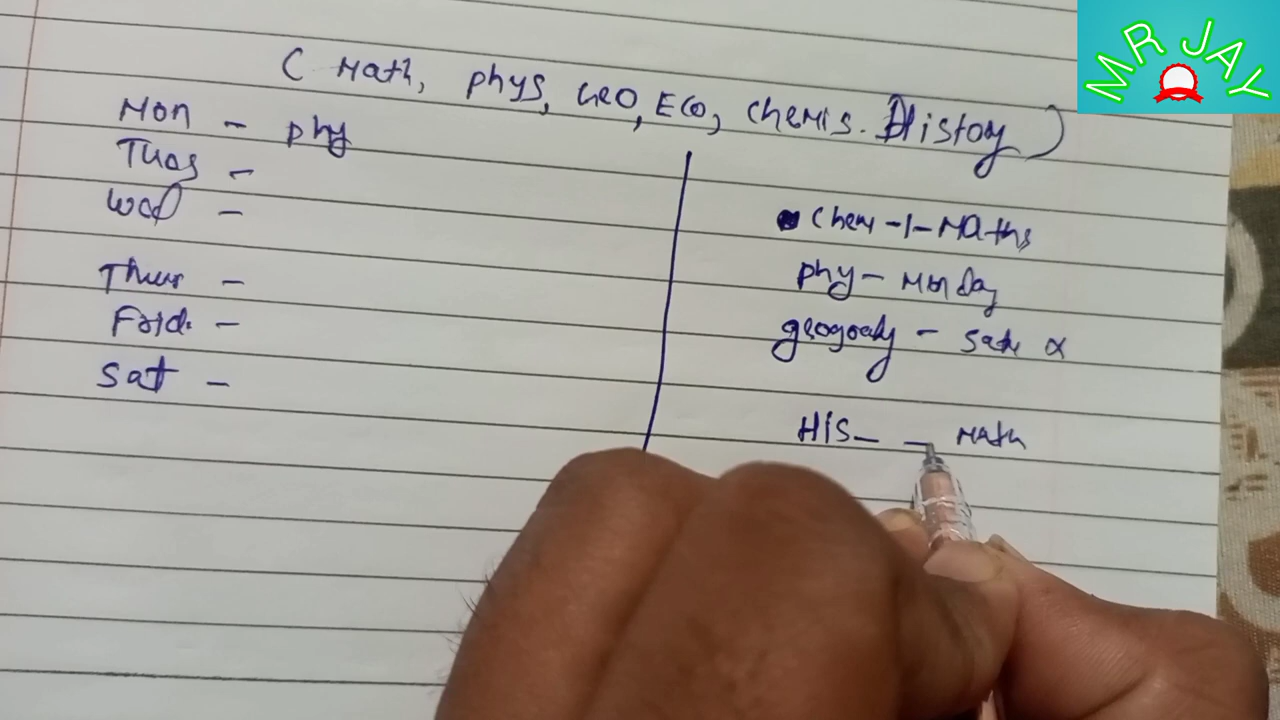 MR JAY
( Math, phys, Geo, Eco, Chemis. History )
Mon - phy
Tues -
Wed -
Thur -
Frid. -
Sat -
Chem -1- Maths
phy - Monday
- Sat α
His - - Math